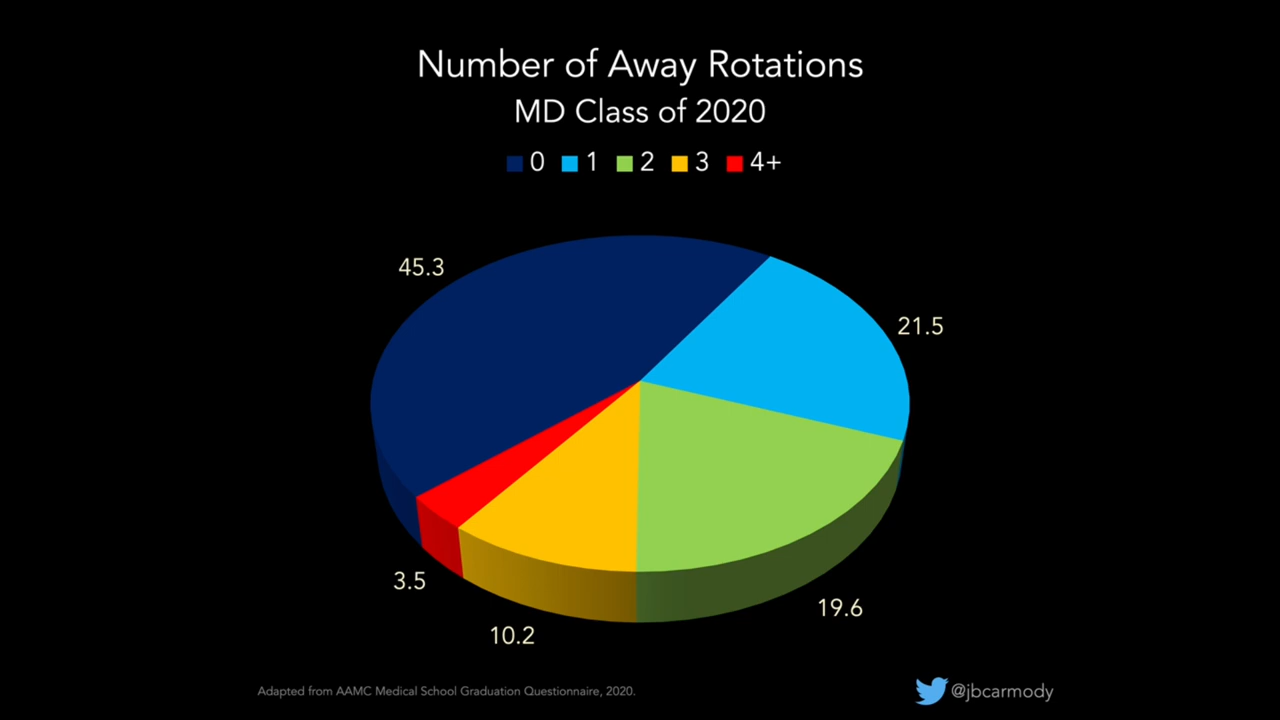 Number of Away Rotations
MD Class of 2020
0 1 2 3 4+
45.3
21.5
3.5
19.6
10.2
Adapted from AAMC Medical School Graduation Questionnaire, 2020.
@jbcarmody